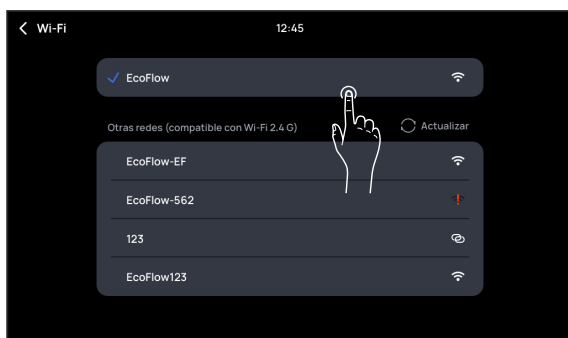 Wi-Fi 12:45
EcoFlow
Otras redes (compatible con Wi-Fi 2.4 G) Actualizar
EcoFlow-EF
EcoFlow-562
123
EcoFlow123